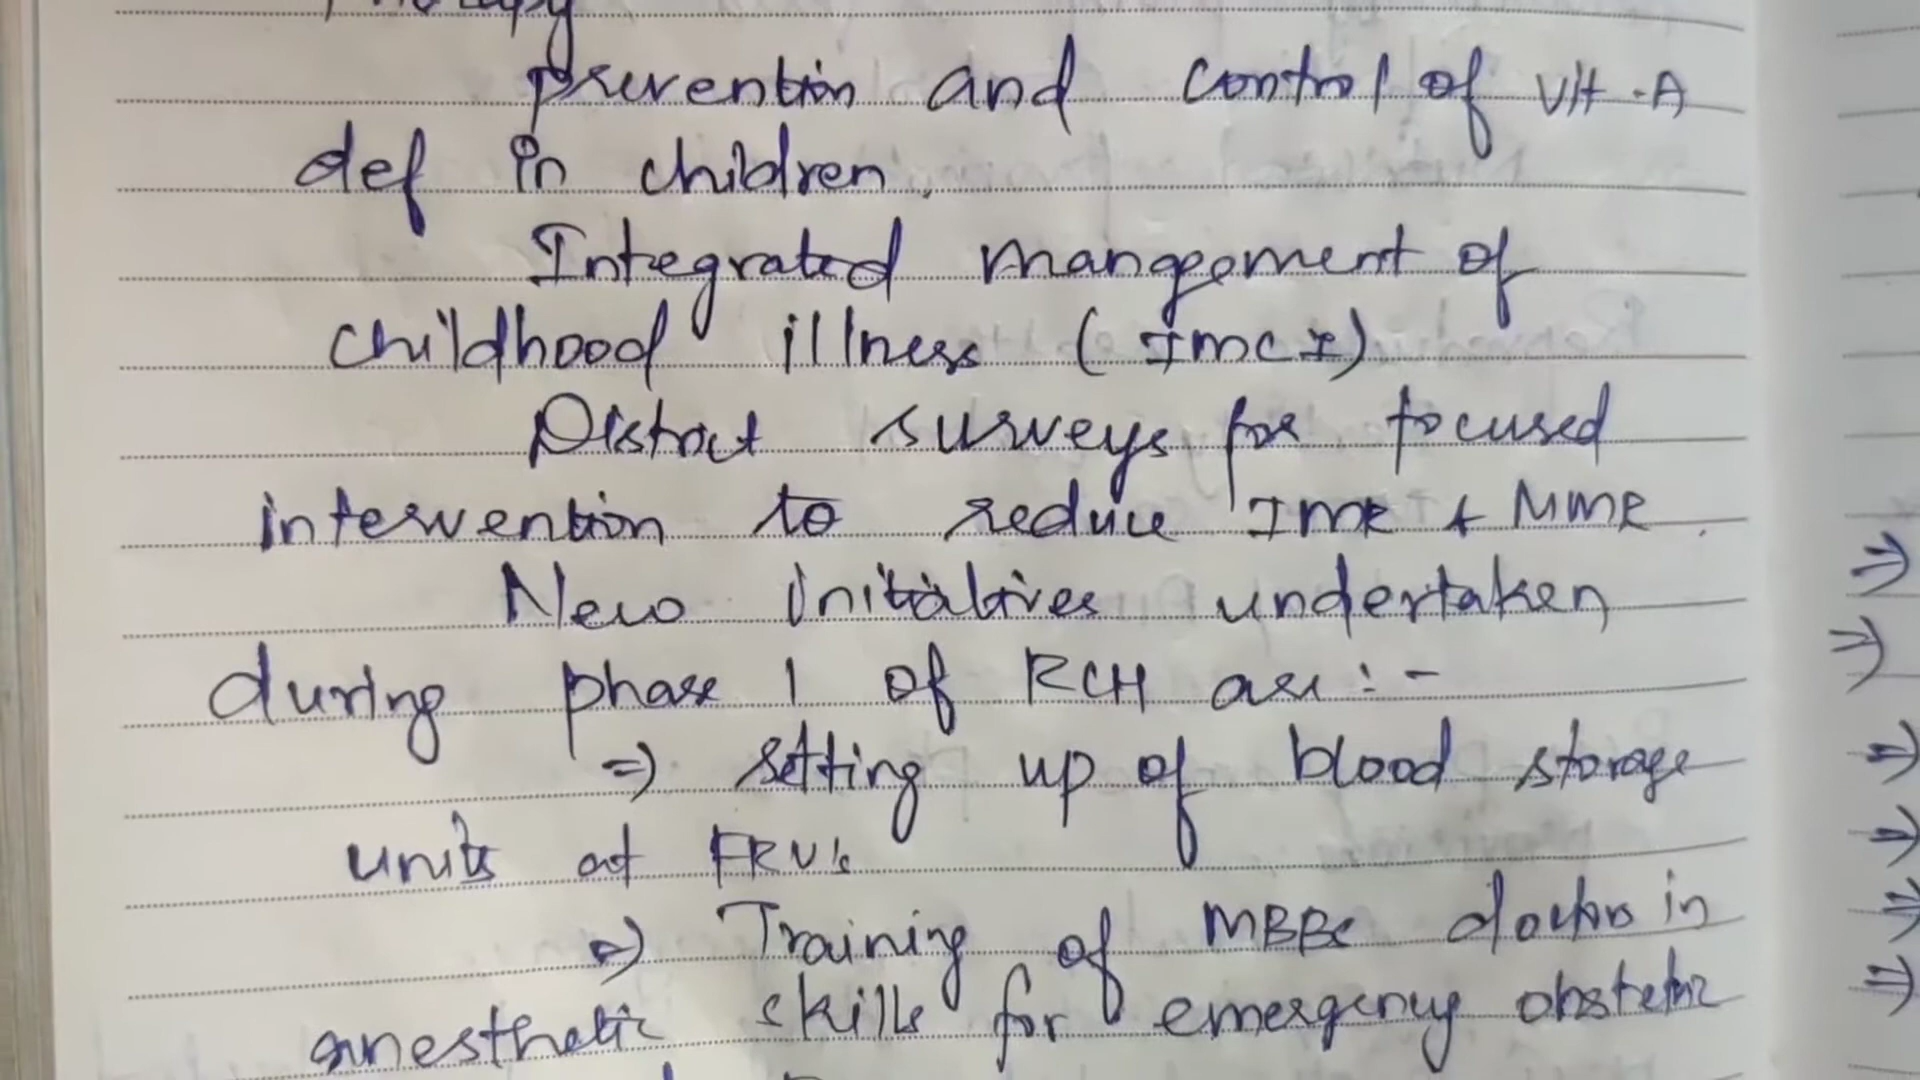 Therapy
prevention and control of Vit-A
def in children.
Integrated mangement of
childhood illness (IMCI)
District surveys for focused
intervention to reduce IMR & MMR.
New initiatives undertaken
during phase 1 of RCH are:-
=> setting up of blood storage
units at FRU's
=> Training of MBBS doctors in
anesthetic skills for emergency obstetric